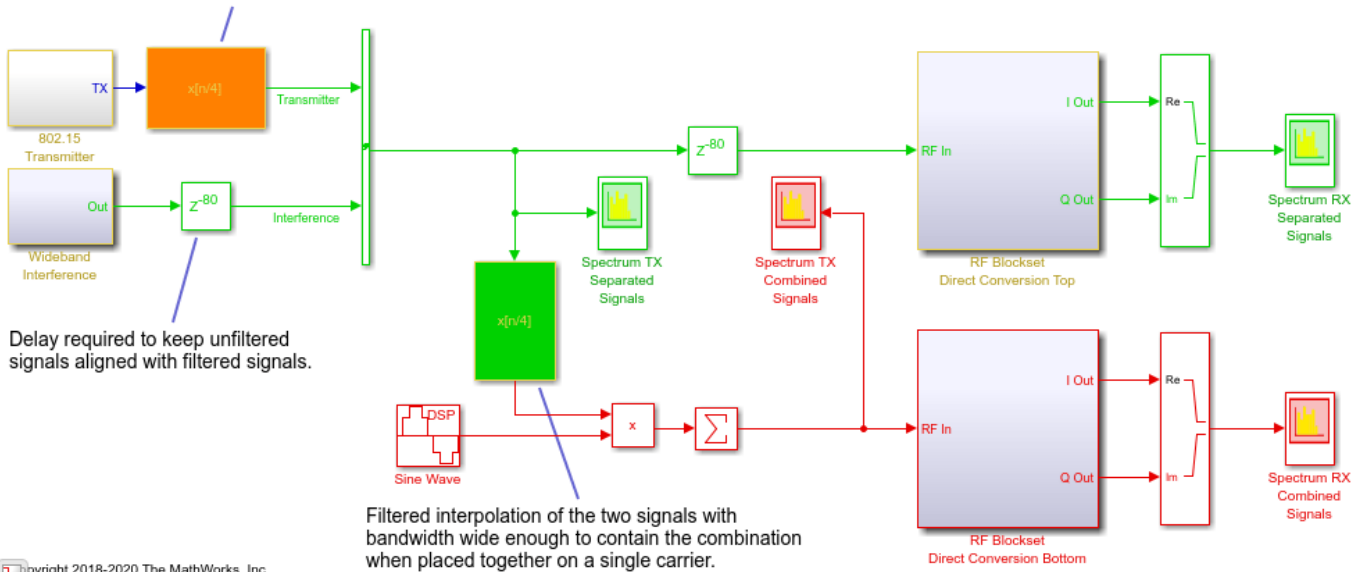 TX
x[n/4]
Transmitter
802.15
Transmitter
Out
Z-80
Interference
Wideband
Interference
Delay required to keep unfiltered
signals aligned with filtered signals.
Z-80
Spectrum TX
Separated
Signals
x[n/4]
Spectrum TX
Combined
Signals
RF In
I Out
Q Out
RF Blockset
Direct Conversion Top
Re
Im
Spectrum RX
Separated
Signals
DSP
Sine Wave
x
Σ
Filtered interpolation of the two signals with
bandwidth wide enough to contain the combination
when placed together on a single carrier.
RF In
I Out
Q Out
RF Blockset
Direct Conversion Bottom
Re
Im
Spectrum RX
Combined
Signals
2018-2020 The MathWorks, Inc.